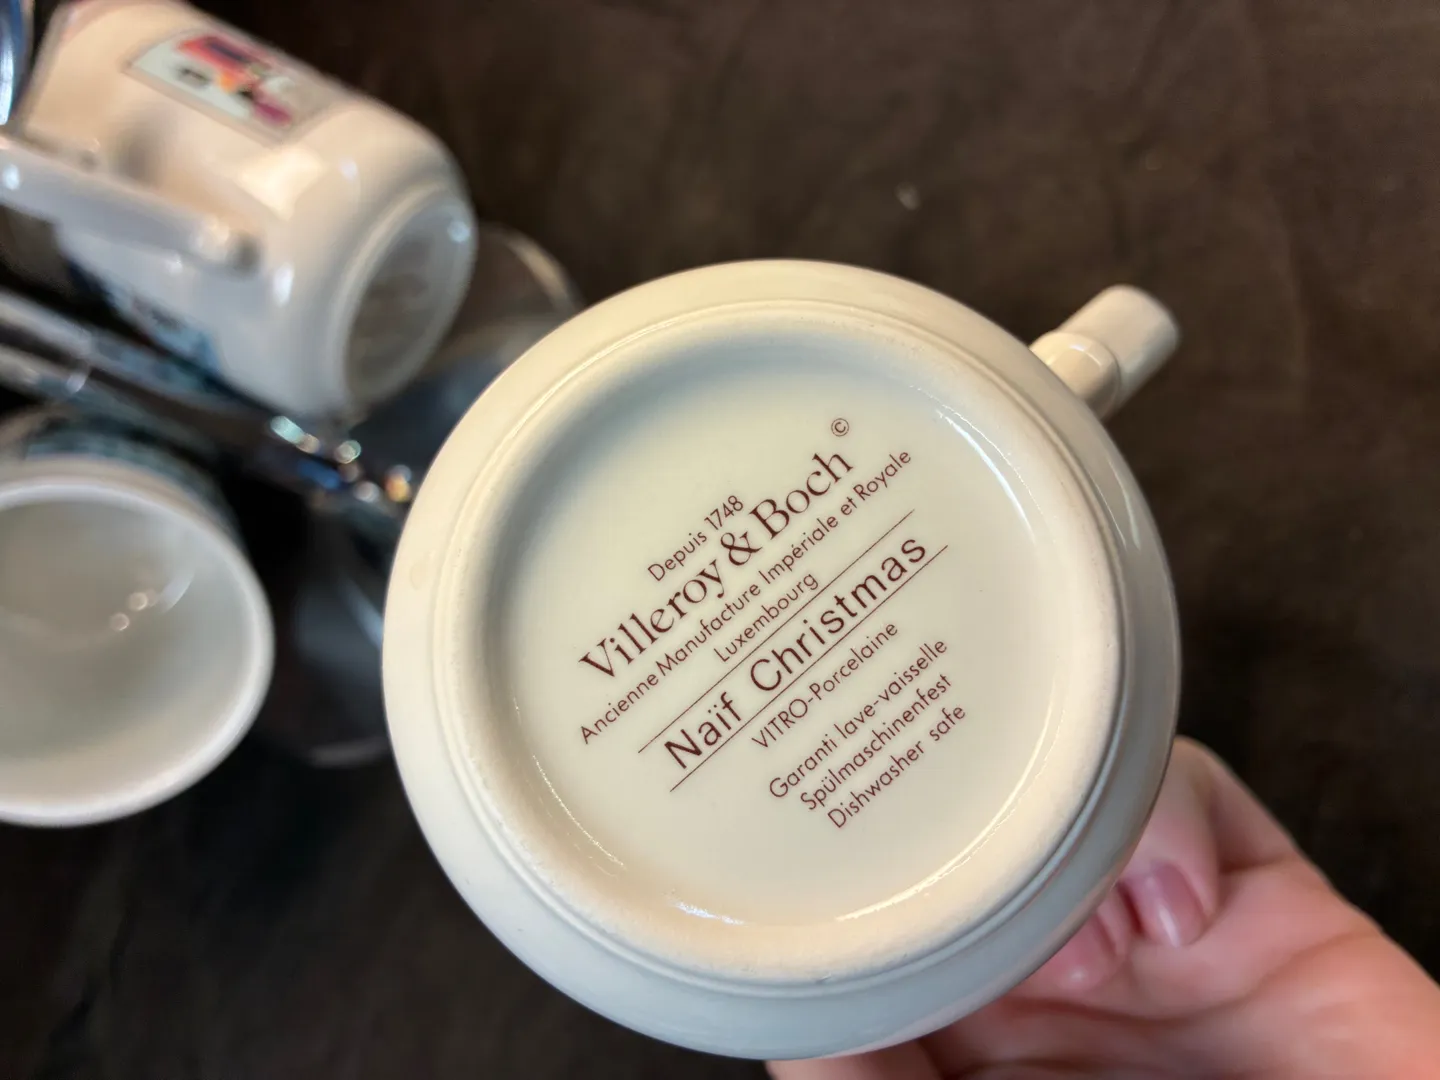 ©
Depuis 1748
Villeroy & Boch
Ancienne Manufacture Impériale et Royale
Luxembourg
Naïf Christmas
VITRO-Porcelaine
Garanti lave-vaisselle
Spülmaschinenfest
Dishwasher safe